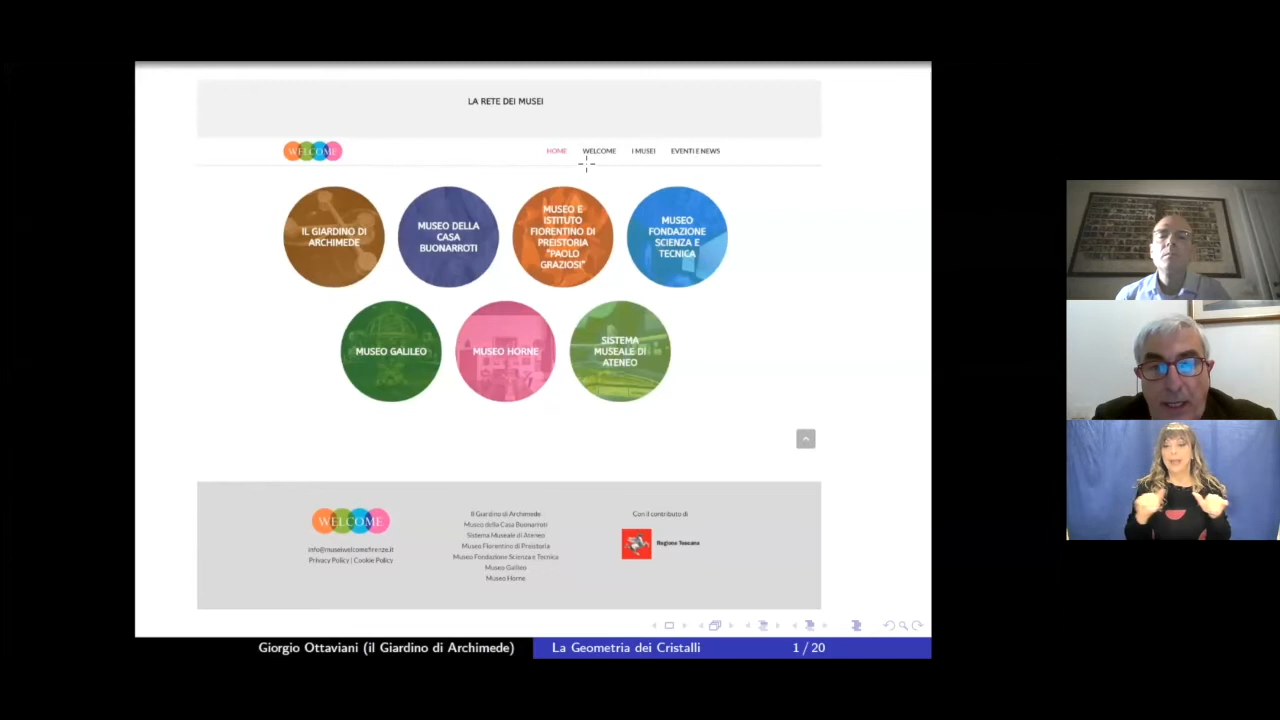 LA RETE DEI MUSEI
WELCOME
HOME WELCOME I MUSEI EVENTI E NEWS
IL GIARDINO DI
ARCHIMEDE
MUSEO DELLA
CASA
BUONARROTI
MUSEO E
ISTITUTO
FIORENTINO DI
PREISTORIA
"PAOLO
GRAZIOSI"
MUSEO
FONDAZIONE
SCIENZA E
TECNICA
MUSEO GALILEO
MUSEO HORNE
SISTEMA
MUSEALE DI
ATENEO
WELCOME
info@museiwelcomefirenze.it
Privacy Policy | Cookie Policy
Il Giardino di Archimede
Museo della Casa Buonarroti
Sistema Museale di Ateneo
Museo Fiorentino di Preistoria
Museo Fondazione Scienza e Tecnica
Museo Galileo
Museo Horne
Con il contributo di
Regione Toscana
Giorgio Ottaviani (il Giardino di Archimede)
La Geometria dei Cristalli
1 / 20